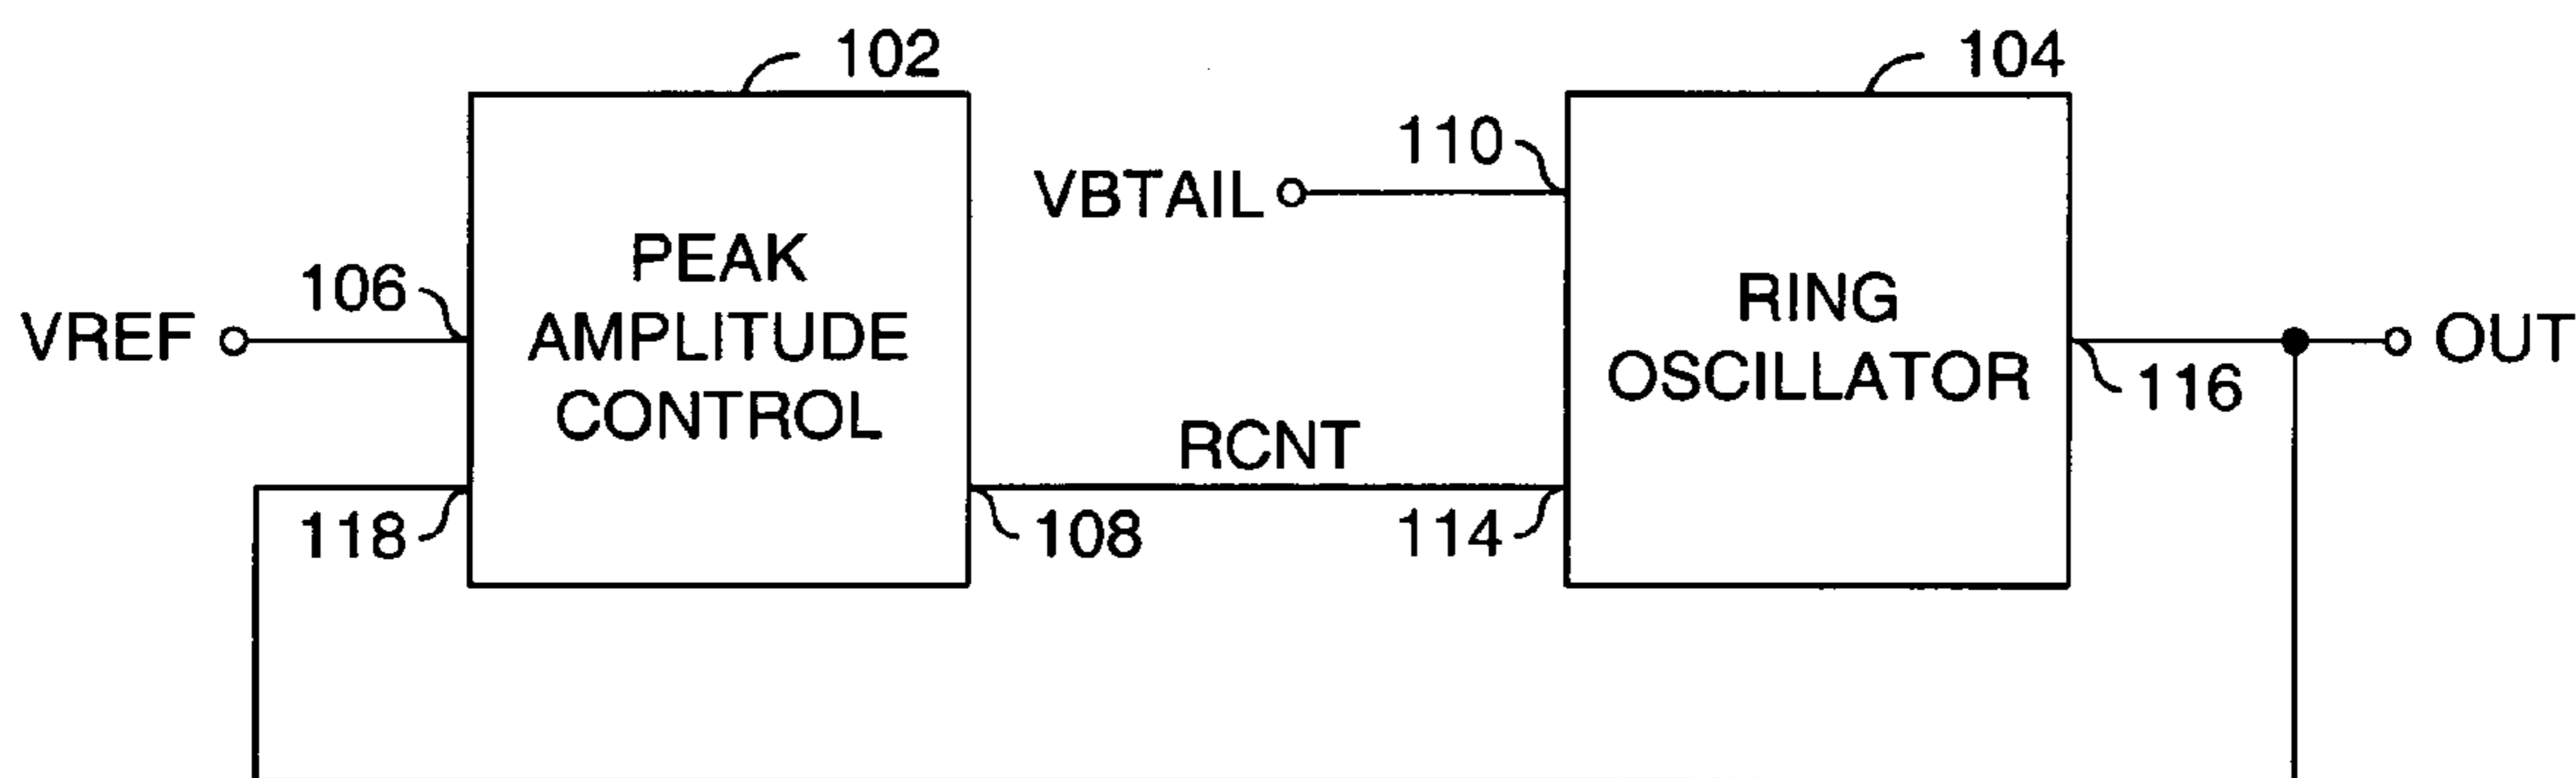 102
104
110
VBTAIL
PEAK
AMPLITUDE
CONTROL
106
VREF
RING
OSCILLATOR
OUT
116
RCNT
118
108
114